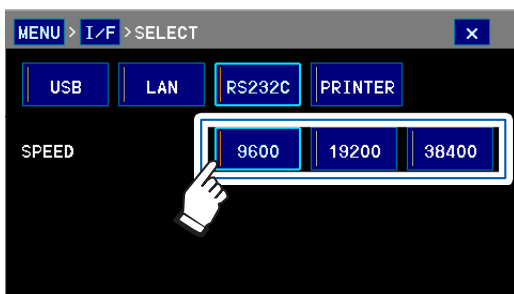 MENU > I/F >SELECT x
USB LAN RS232C PRINTER
SPEED 9600 19200 38400